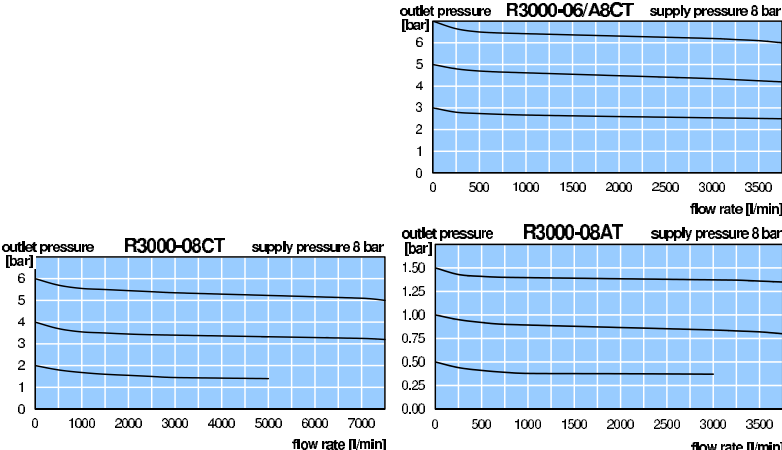 outlet pressure R3000-06/A8CT supply pressure 8 bar
[bar]
6
5
4
3
2
1
0
0 500 1000 1500 2000 2500 3000 3500
flow rate [l/min]
outlet pressure R3000-08CT supply pressure 8 bar
[bar]
6
5
4
3
2
1
0
0 1000 2000 3000 4000 5000 6000 7000
flow rate [l/min]
outlet pressure R3000-08AT supply pressure 8 bar
[bar]
1.50
1.25
1.00
0.75
0.50
0.25
0.00
0 500 1000 1500 2000 2500 3000 3500
flow rate [l/min]